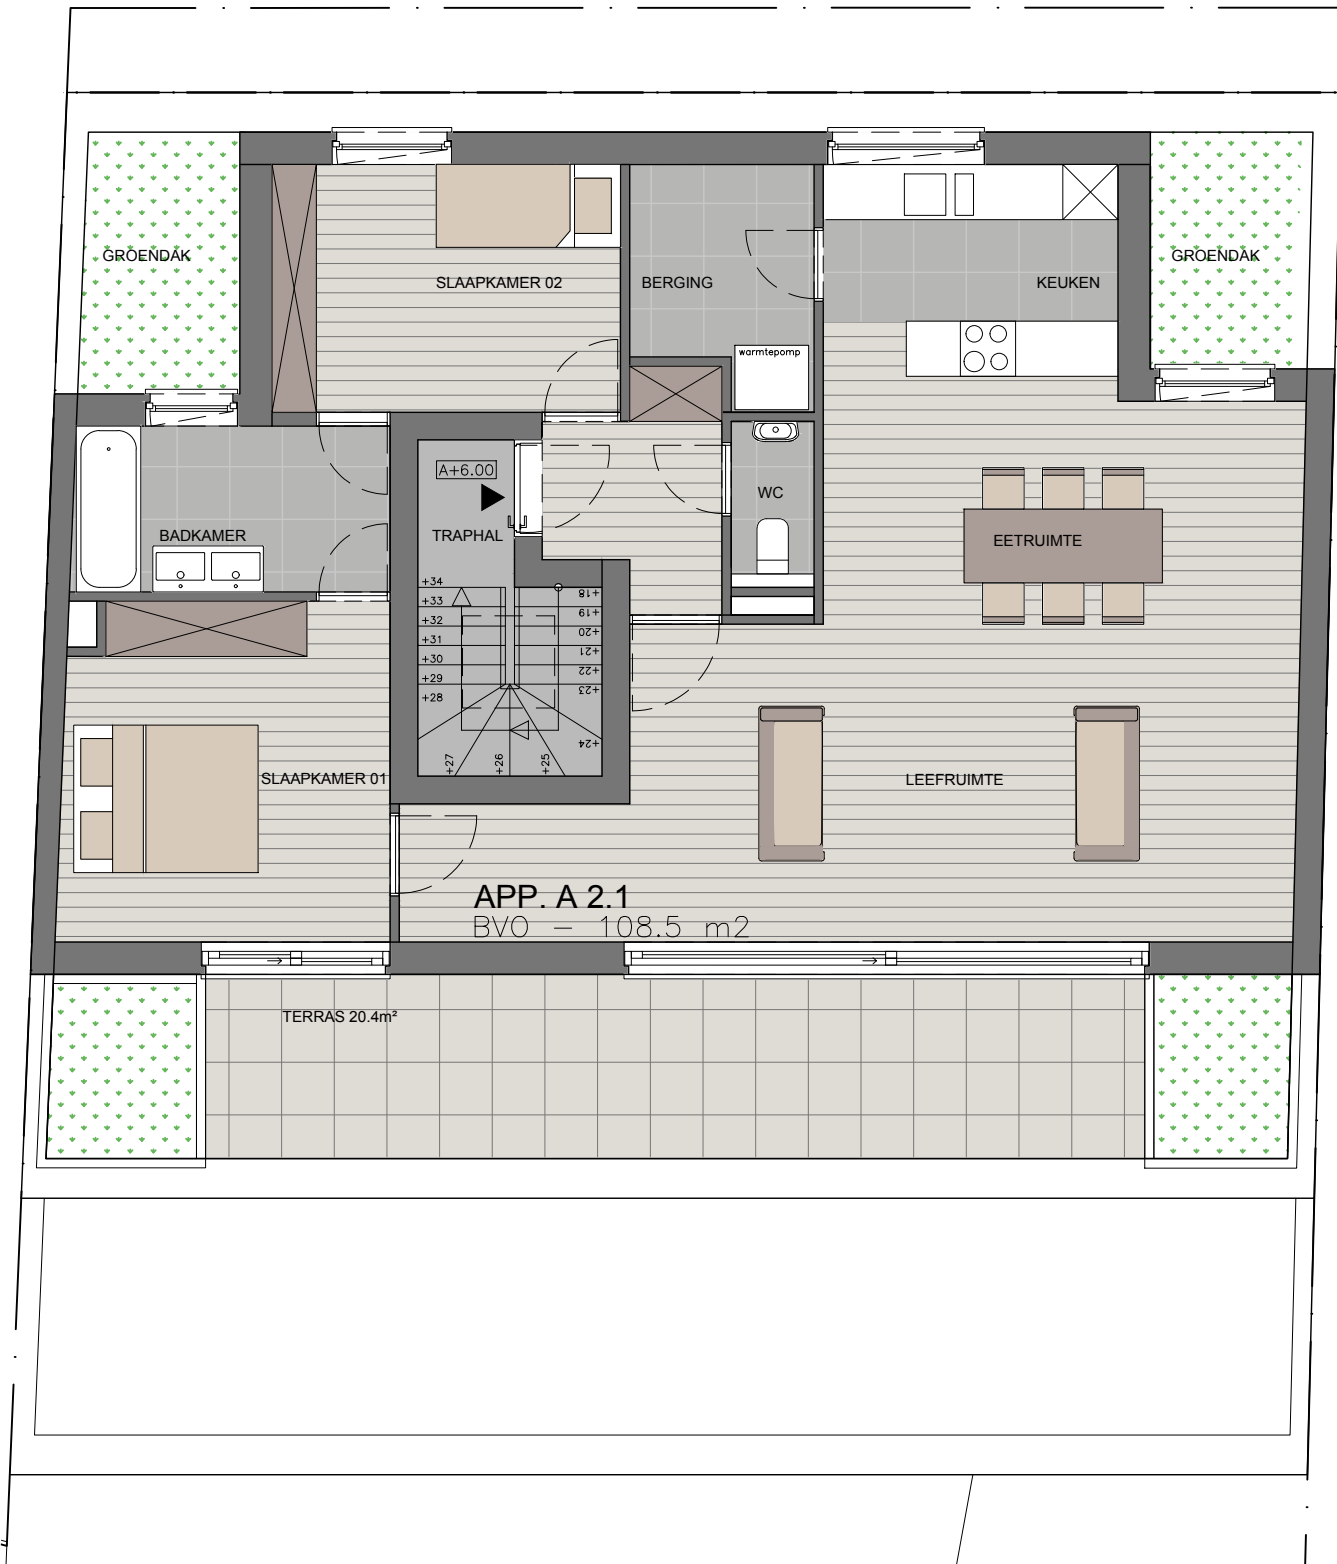 GROENDAK
GROENDAK
SLAAPKAMER 02
BERGING
KEUKEN
warmtepomp
A+6.00
WC
TRAPHAL
BADKAMER
EETRUIMTE
+34
+33
+32
+31
+30
+29
+28
+27
+26
+25
+24
+23
+22
+21
+20
+19
+18
SLAAPKAMER 01
LEEFRUIMTE
APP. A 2.1
BVO - 108.5 m2
TERRAS 20.4m²